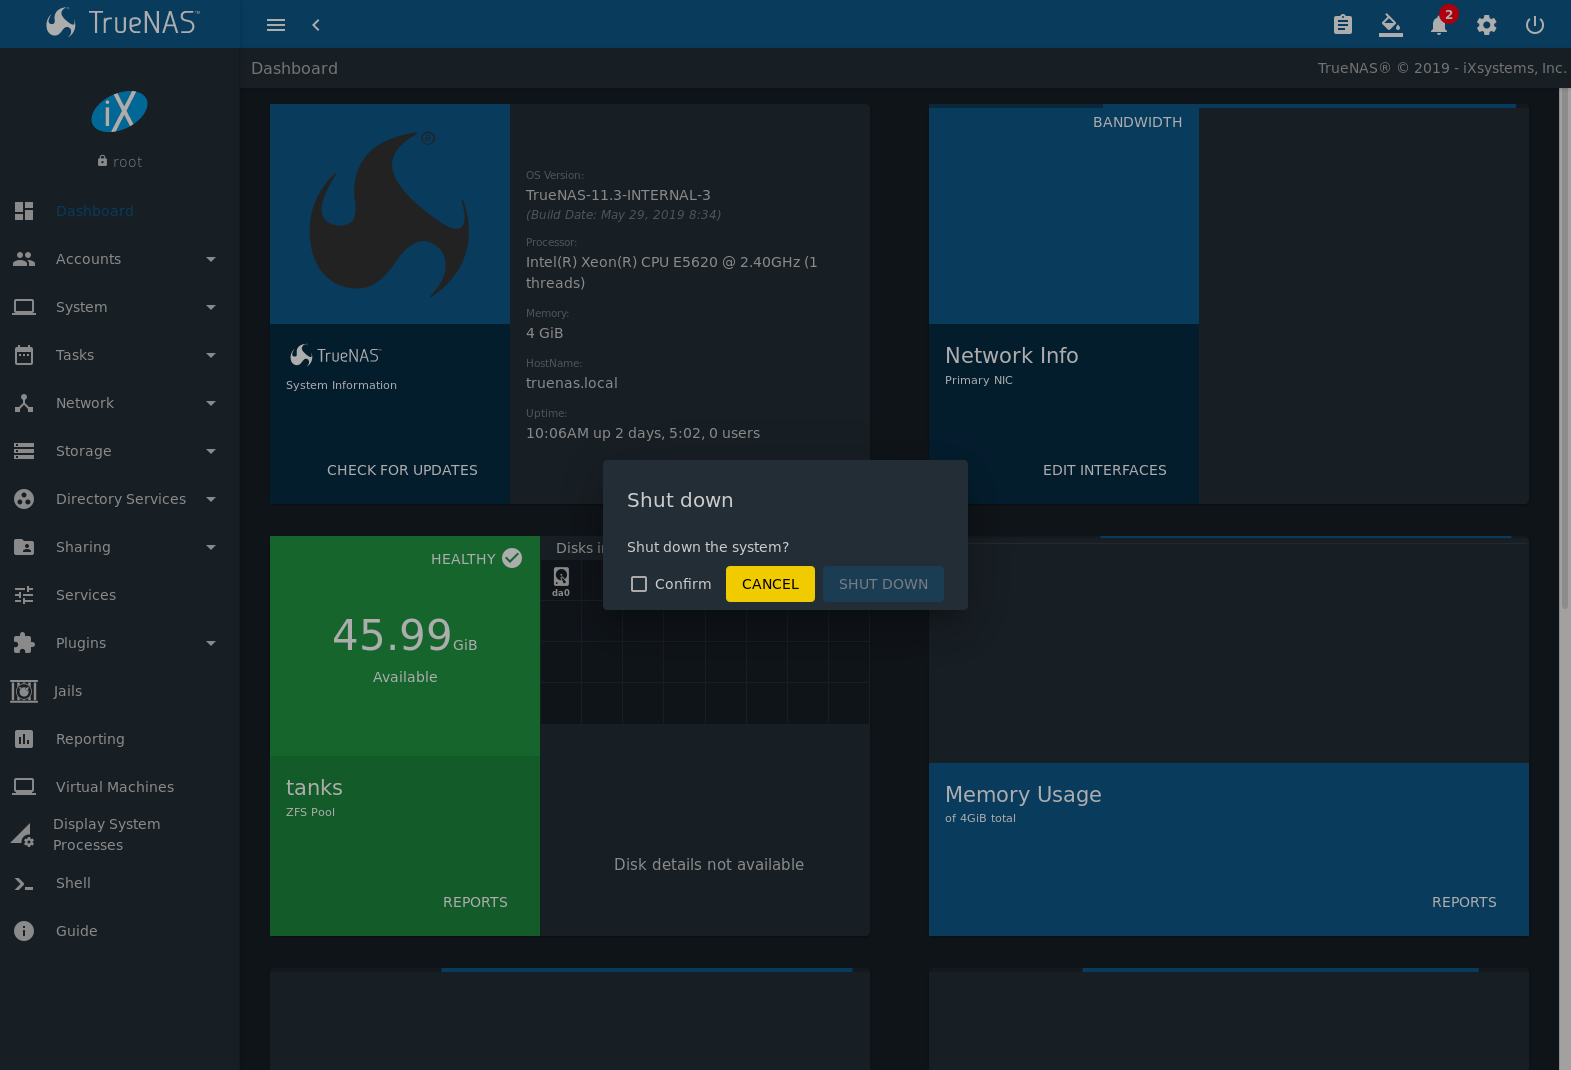 TrueNAS™
2
Dashboard
TrueNAS® © 2019 - iXsystems, Inc.
iX
root
Dashboard
Accounts
System
Tasks
Network
Storage
Directory Services
Sharing
Services
Plugins
Jails
Reporting
Virtual Machines
Display System
Processes
Shell
Guide
®
TrueNAS™
System Information
CHECK FOR UPDATES
OS Version:
TrueNAS-11.3-INTERNAL-3
(Build Date: May 29, 2019 8:34)
Processor:
Intel(R) Xeon(R) CPU E5620 @ 2.40GHz (1
threads)
Memory:
4 GiB
HostName:
truenas.local
Uptime:
10:06AM up 2 days, 5:02, 0 users
BANDWIDTH
Network Info
Primary NIC
EDIT INTERFACES
Shut down
Shut down the system?
Confirm
CANCEL
SHUT DOWN
HEALTHY
45.99GiB
Available
tanks
ZFS Pool
REPORTS
Disks
da0
Disk details not available
Memory Usage
of 4GiB total
REPORTS